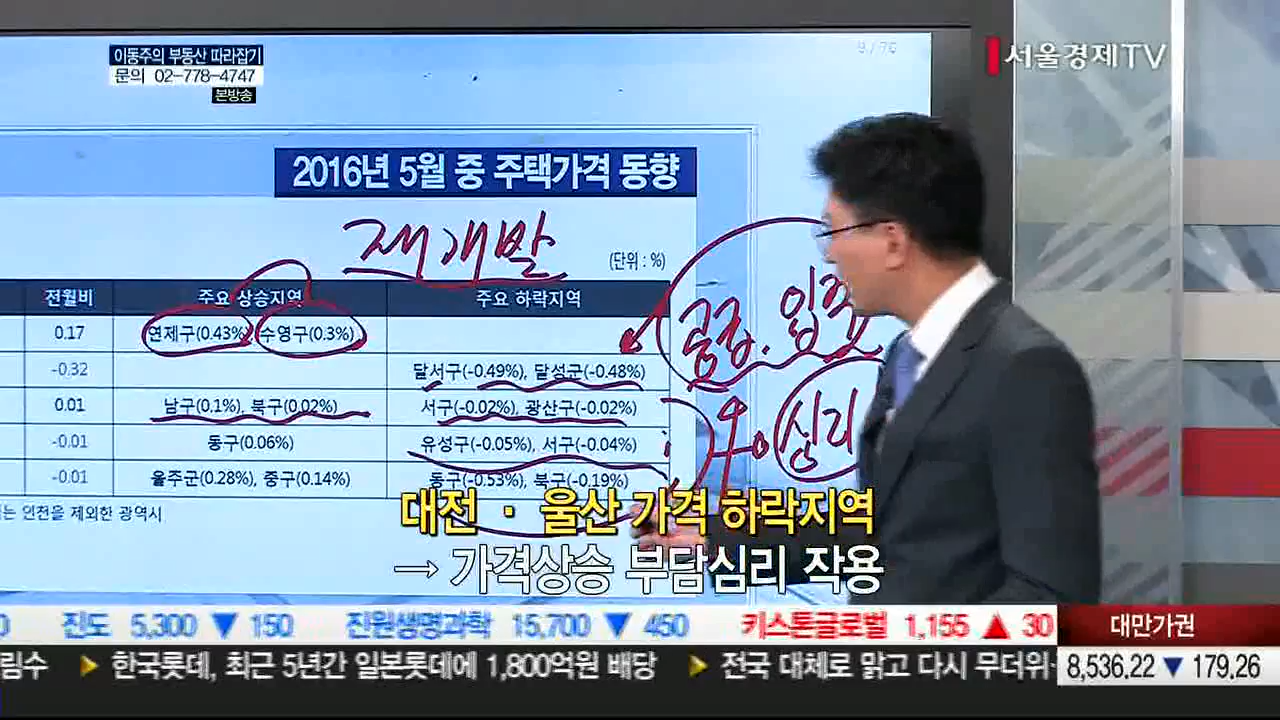 이동주의 부동산 따라잡기
문의 02-778-4747
본방송
9 / 70
서울경제TV
2016년 5월 중 주택가격 동향
재개발
(단위 : %)
전월비 주요 상승지역 주요 하락지역
0.17 연제구(0.43%), 수영구(0.3%)
-0.32 달서구(-0.49%), 달성군(-0.48%)
0.01 남구(0.1%), 북구(0.02%) 서구(-0.02%), 광산구(-0.02%)
-0.01 동구(0.06%) 유성구(-0.05%), 서구(-0.04%)
-0.01 울주군(0.28%), 중구(0.14%) 동구(-0.53%), 북구(-0.19%)
는 인천을 제외한 광역시
공급. 입주
심리
대전 · 울산 가격 하락지역
→ 가격상승 부담심리 작용
0 진도 5,300 ▼ 150 진원생명과학 15,700 ▼ 450 키스톤글로벌 1,155 ▲ 30
대만가권
림수 ▶ 한국롯데, 최근 5년간 일본롯데에 1,800억원 배당 ▶ 전국 대체로 맑고 다시 무더위
8,536.22 ▼ 179.26